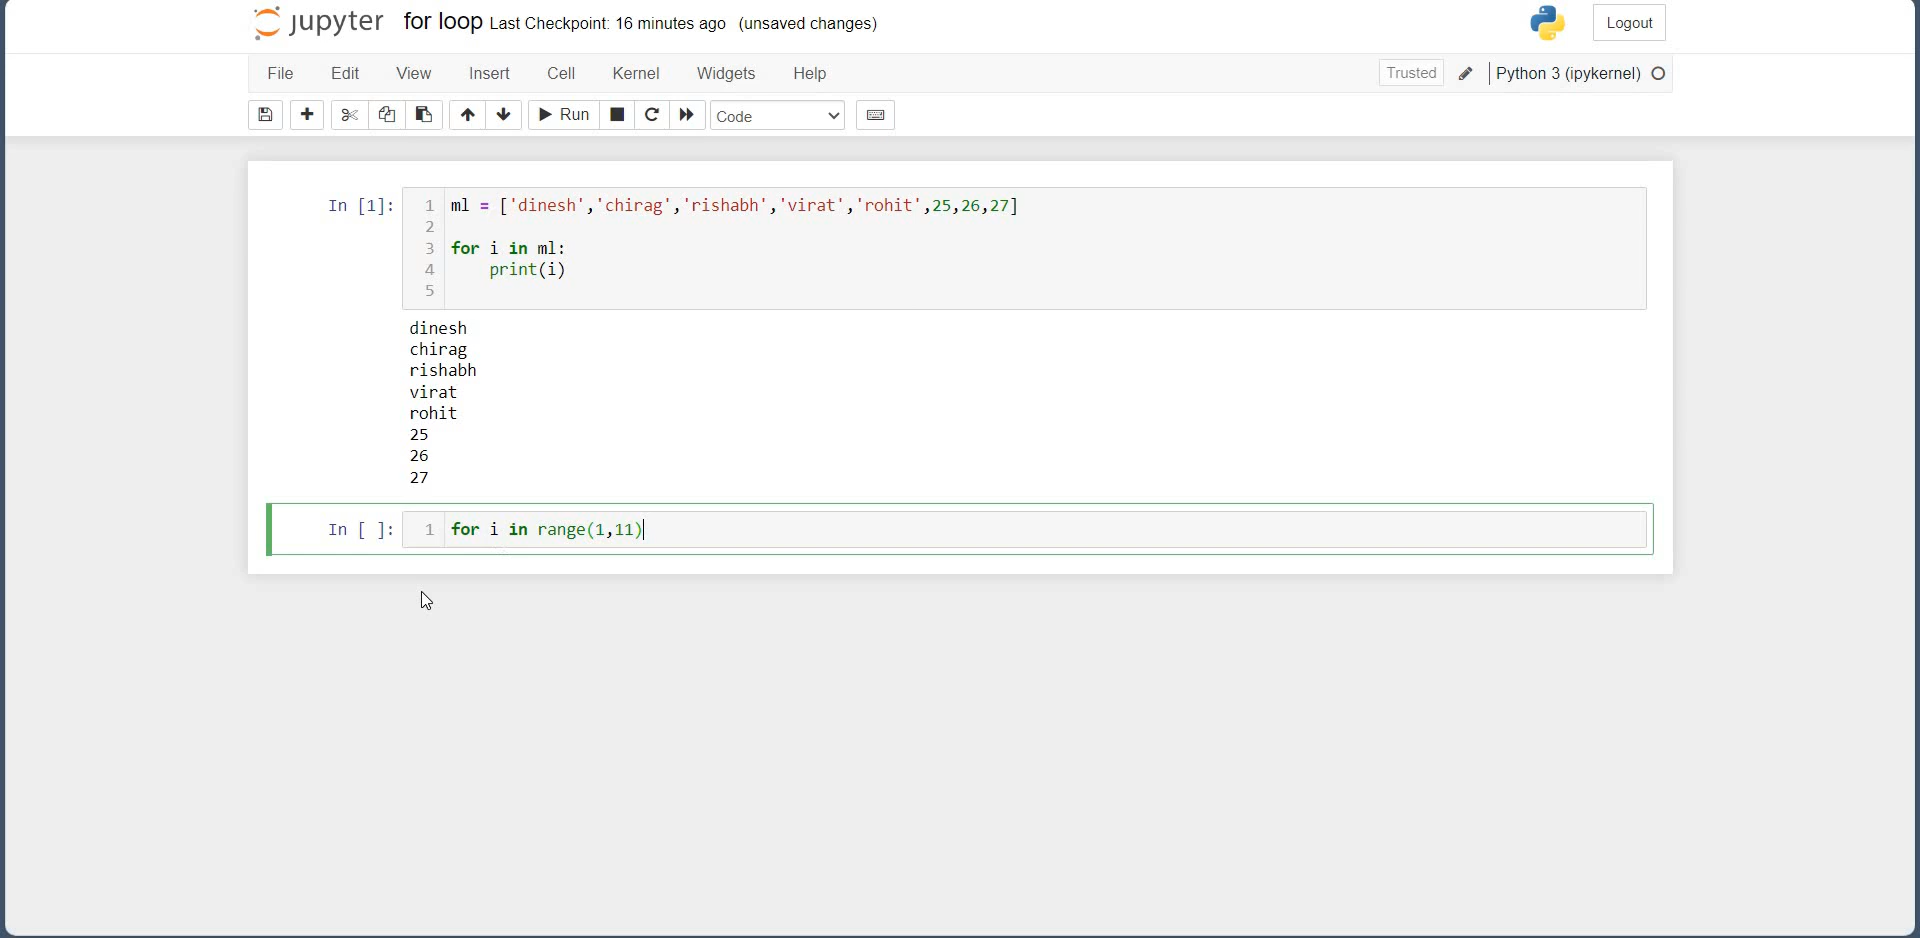 jupyter for loop Last Checkpoint: 16 minutes ago (unsaved changes) Logout
File Edit View Insert Cell Kernel Widgets Help Trusted Python 3 (ipykernel)
Run Code
In [1]: 1 ml = ['dinesh','chirag','rishabh','virat','rohit',25,26,27]
2
3 for i in ml:
4     print(i)
5
dinesh
chirag
rishabh
virat
rohit
25
26
27
In [ ]: 1 for i in range(1,11)